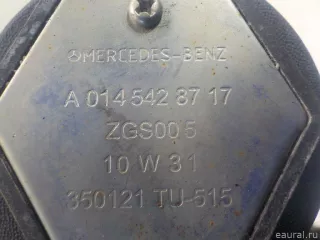 MERCEDES-BENZ
A 014 542 87 17
ZGS005
10 W 31
350121 TU-515
eaural.ru